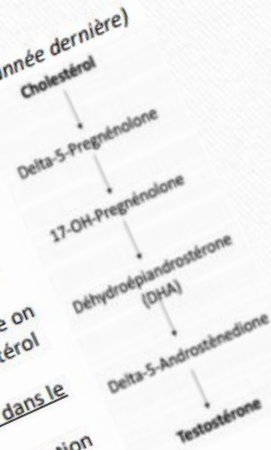 année dernière)
Cholestérol
Delta-5-Pregnénolone
17-OH-Pregnénolone
Déhydroépiandrostérone
(DHA)
e on
térol
Delta-5-Androstènedione
dans le
Testostérone
tion